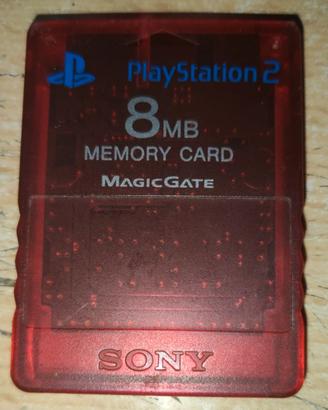 PlayStation 2
8MB
MEMORY CARD
MAGICGATE
SONY